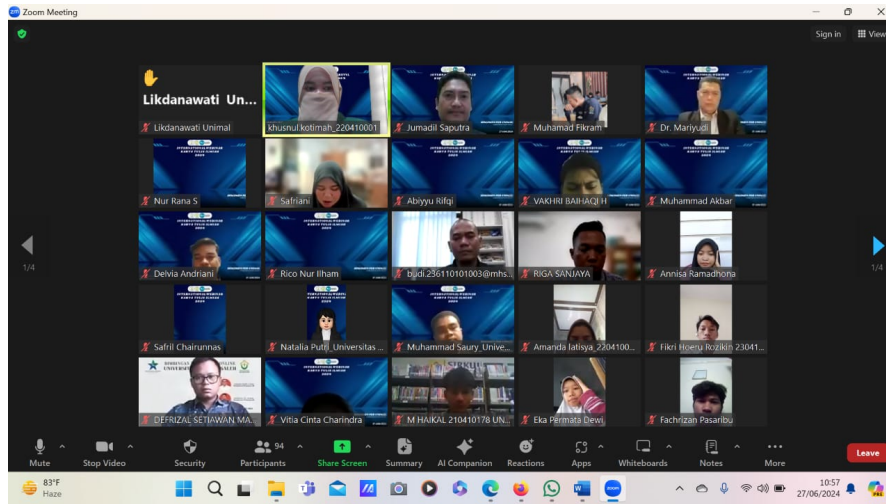 Zoom Meeting
Sign in
View
Likdanawati Un...
Likdanawati Unimal
khusnul.kotimah_220410001
Jumadil Saputra
Muhamad Fikram
Dr. Mariyudi
Nur Rana S
Safriani
Abiyyu Rifqi
VAKHRI BAIHAQI H
Muhammad Akbar
1/4
1/4
Delvia Andriani
Rico Nur Ilham
budi.236110101003@mhs...
RIGA SANJAYA
Annisa Ramadhona
Safril Chairunnas
Natalia Putri_Universitas ...
Muhammad Saury_Unive...
Amanda latisya_2204100...
Fikri Hoeru Rozikin 23041...
DEFRIZAL SETIAWAN MA...
Vitia Cinta Charindra
M HAIKAL 210410178 UN...
Eka Permata Dewi
Fachrizan Pasaribu
94
Mute
Stop Video
Security
Participants
Share Screen
Summary
AI Companion
Reactions
Apps
Whiteboards
Notes
More
Leave
83°F
Haze
10:57
27/06/2024